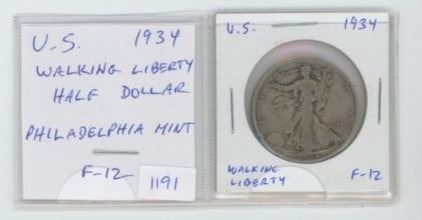 U.S. 1934
WALKING LIBERTY
HALF DOLLAR
PHILADELPHIA MINT
F-12
1191
U.S. 1934
WALKING
LIBERTY F-12